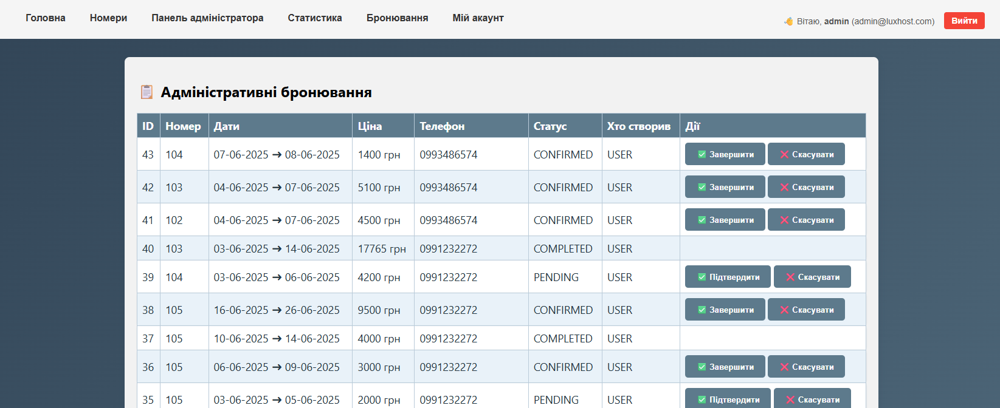 Головна Номери Панель адміністратора Статистика Бронювання Мій акаунт
Вітаю, admin (admin@luxhost.com) Вийти
Адміністративні бронювання
ID Номер Дати Ціна Телефон Статус Хто створив Дії
43 104 07-06-2025 → 08-06-2025 1400 грн 0993486574 CONFIRMED USER Завершити Скасувати
42 103 04-06-2025 → 07-06-2025 5100 грн 0993486574 CONFIRMED USER Завершити Скасувати
41 102 04-06-2025 → 07-06-2025 4500 грн 0993486574 CONFIRMED USER Завершити Скасувати
40 103 03-06-2025 → 14-06-2025 17765 грн 0991232272 COMPLETED USER
39 104 03-06-2025 → 06-06-2025 4200 грн 0991232272 PENDING USER Підтвердити Скасувати
38 105 16-06-2025 → 26-06-2025 9500 грн 0991232272 CONFIRMED USER Завершити Скасувати
37 105 10-06-2025 → 14-06-2025 4000 грн 0991232272 COMPLETED USER
36 105 06-06-2025 → 09-06-2025 3000 грн 0991232272 CONFIRMED USER Завершити Скасувати
35 105 03-06-2025 → 05-06-2025 2000 грн 0991232272 PENDING USER Підтвердити Скасувати